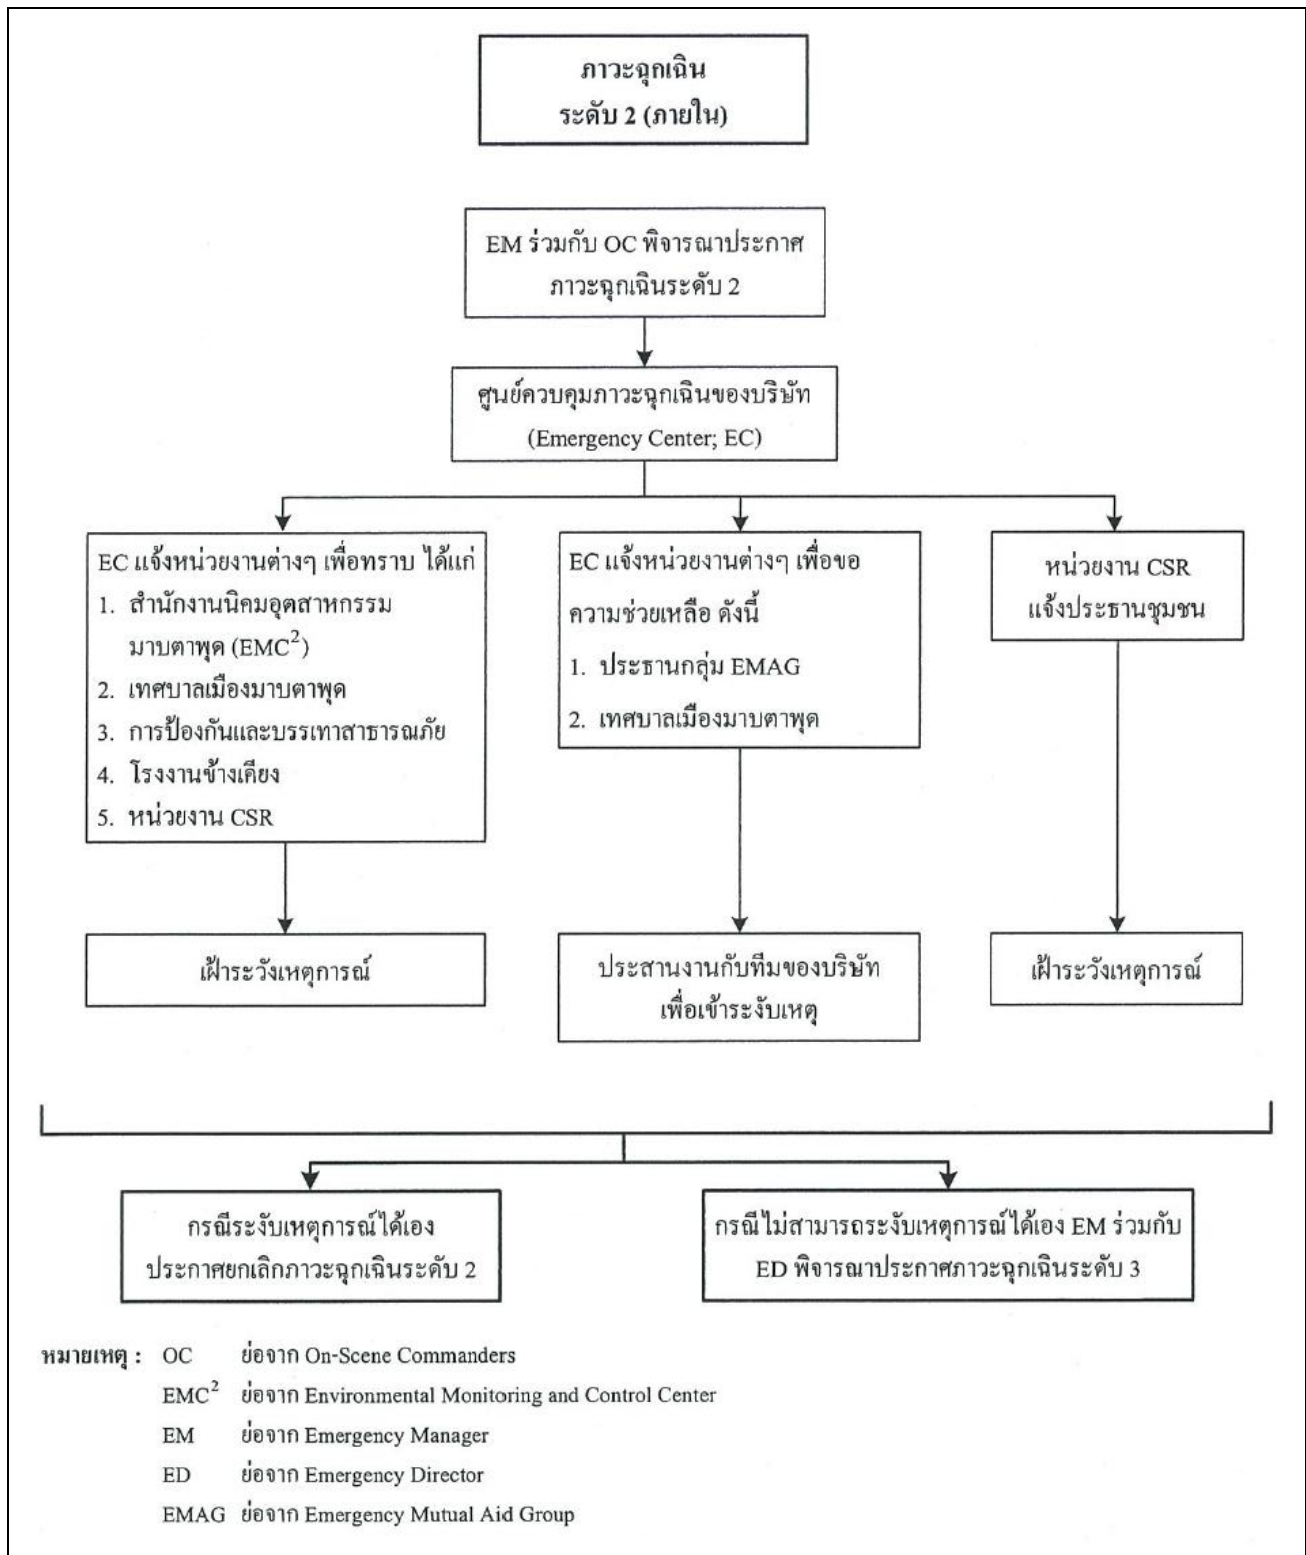 ภาวะฉุกเฉิน
ระดับ 2 (ภายใน)
EM ร่วมกับ OC พิจารณาประกาศ
ภาวะฉุกเฉินระดับ 2
ศูนย์ควบคุมภาวะฉุกเฉินของบริษัท
(Emergency Center; EC)
EC แจ้งหน่วยงานต่างๆ เพื่อทราบ ได้แก่
1. สำนักงานนิคมอุตสาหกรรม
มาบตาพุด (EMC²)
2. เทศบาลเมืองมาบตาพุด
3. การป้องกันและบรรเทาสาธารณภัย
4. โรงงานข้างเคียง
5. หน่วยงาน CSR
EC แจ้งหน่วยงานต่างๆ เพื่อขอ
ความช่วยเหลือ ดังนี้
1. ประธานกลุ่ม EMAG
2. เทศบาลเมืองมาบตาพุด
หน่วยงาน CSR
แจ้งประธานชุมชน
เฝ้าระวังเหตุการณ์
ประสานงานกับทีมของบริษัท
เพื่อเข้าระงับเหตุ
เฝ้าระวังเหตุการณ์
กรณีระงับเหตุการณ์ได้เอง
ประกาศยกเลิกภาวะฉุกเฉินระดับ 2
กรณีไม่สามารถระงับเหตุการณ์ได้เอง EM ร่วมกับ
ED พิจารณาประกาศภาวะฉุกเฉินระดับ 3
หมายเหตุ : OC ย่อจาก On-Scene Commanders
EMC² ย่อจาก Environmental Monitoring and Control Center
EM ย่อจาก Emergency Manager
ED ย่อจาก Emergency Director
EMAG ย่อจาก Emergency Mutual Aid Group